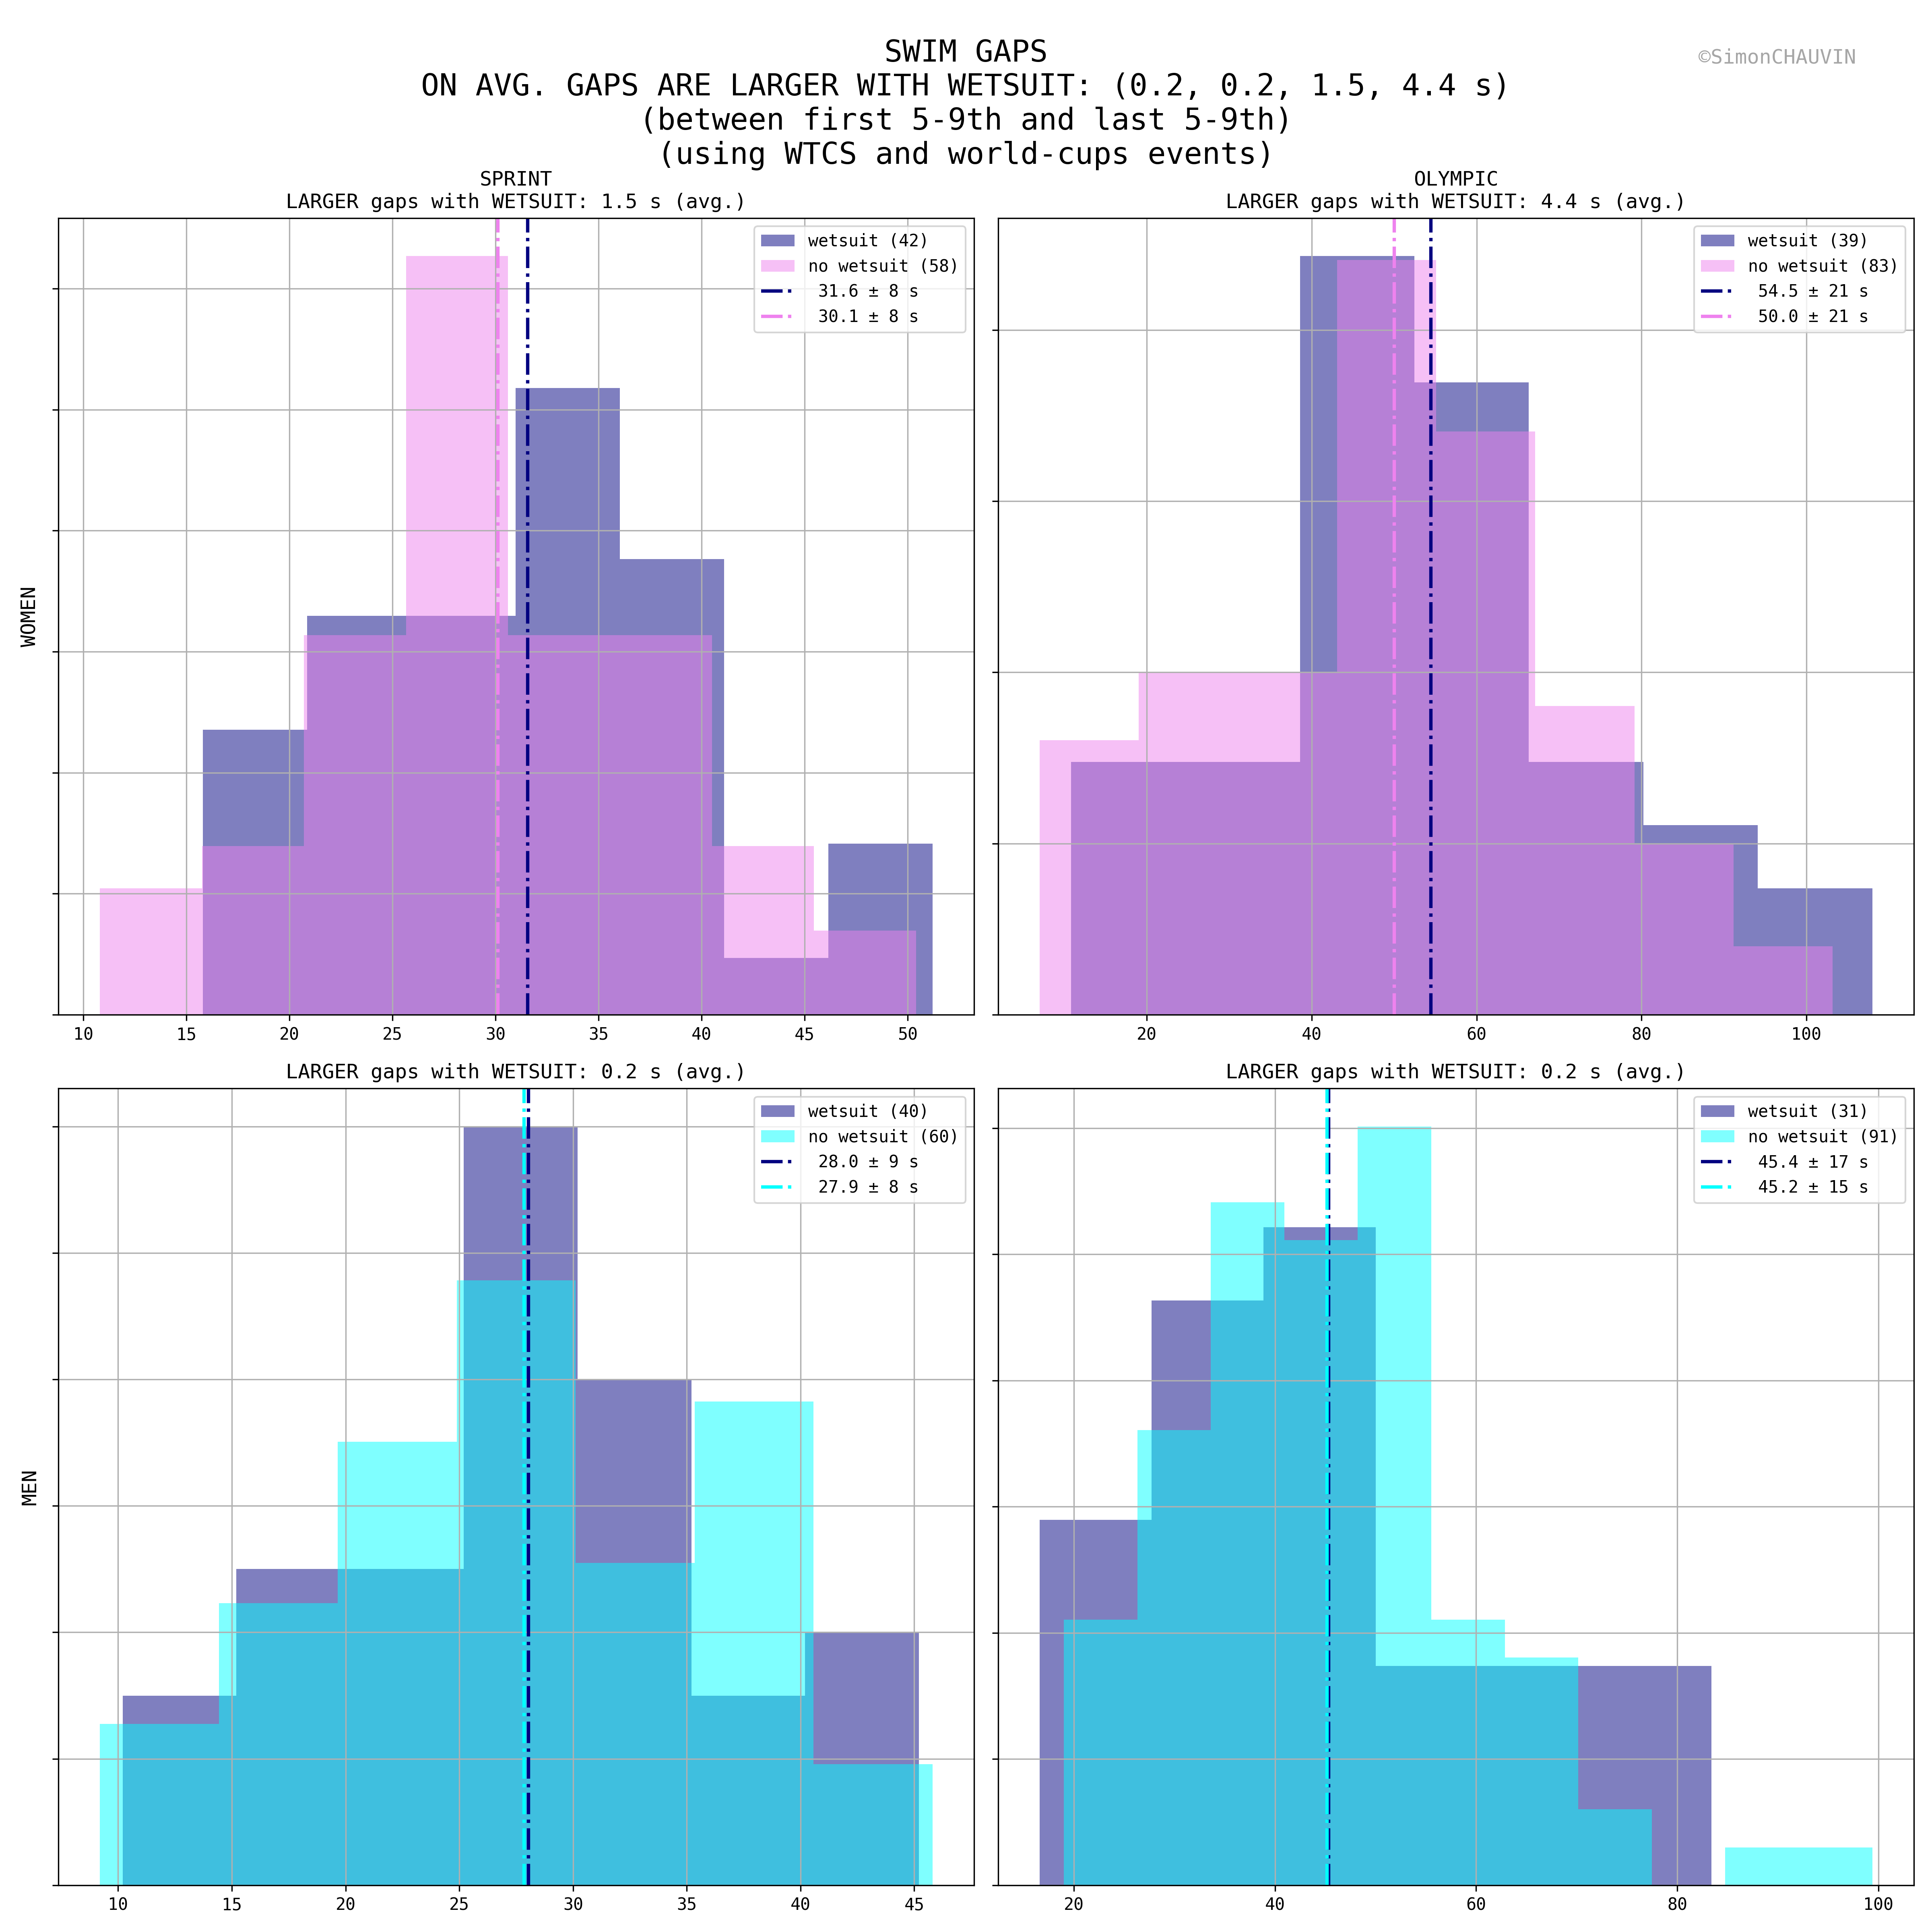 SWIM GAPS
ON AVG. GAPS ARE LARGER WITH WETSUIT: (0.2, 0.2, 1.5, 4.4 s)
(between first 5-9th and last 5-9th)
(using WTCS and world-cups events)
©SimonCHAUVIN
SPRINT
LARGER gaps with WETSUIT: 1.5 s (avg.)
wetsuit (42)
no wetsuit (58)
31.6 ± 8 s
30.1 ± 8 s
WOMEN
10 15 20 25 30 35 40 45 50
OLYMPIC
LARGER gaps with WETSUIT: 4.4 s (avg.)
wetsuit (39)
no wetsuit (83)
54.5 ± 21 s
50.0 ± 21 s
20 40 60 80 100
LARGER gaps with WETSUIT: 0.2 s (avg.)
wetsuit (40)
no wetsuit (60)
28.0 ± 9 s
27.9 ± 8 s
MEN
10 15 20 25 30 35 40 45
LARGER gaps with WETSUIT: 0.2 s (avg.)
wetsuit (31)
no wetsuit (91)
45.4 ± 17 s
45.2 ± 15 s
20 40 60 80 100